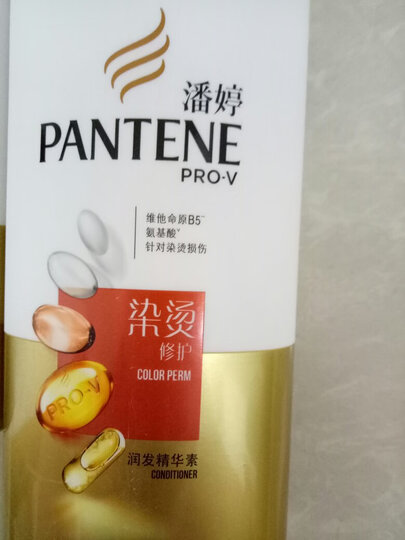 潘婷
PANTENE
PRO-V
维他命原B5
氨基酸
针对染烫损伤
染烫
修护
COLOR PERM
PRO-V
润发精华素
CONDITIONER